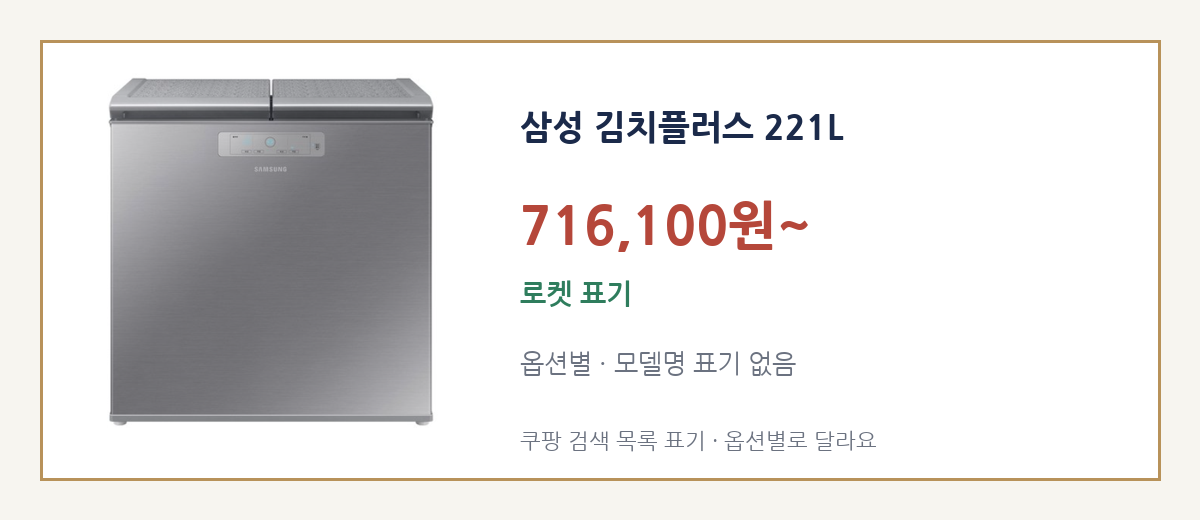 SAMSUNG
삼성 김치플러스 221L
716,100원~
로켓 표기
옵션별 · 모델명 표기 없음
쿠팡 검색 목록 표기 · 옵션별로 달라요